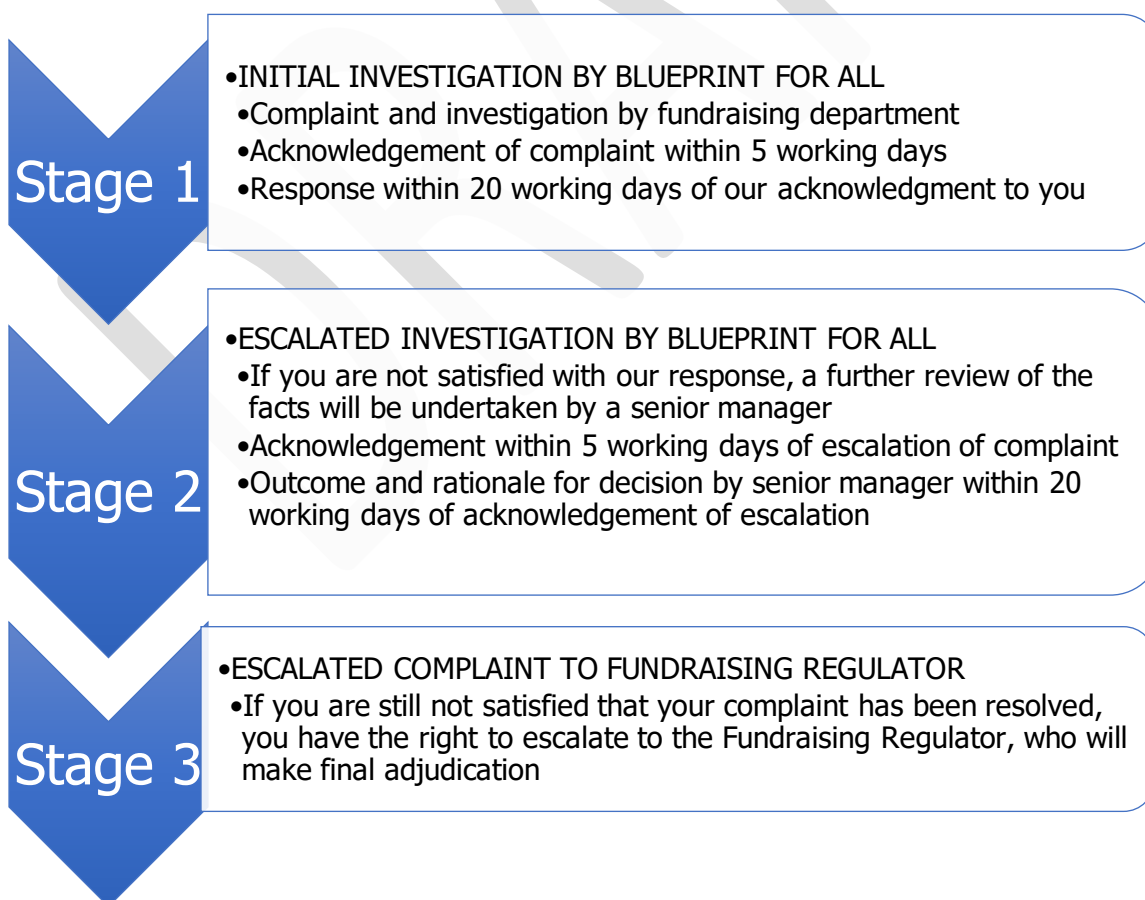 Stage 1
•INITIAL INVESTIGATION BY BLUEPRINT FOR ALL
•Complaint and investigation by fundraising department
•Acknowledgement of complaint within 5 working days
•Response within 20 working days of our acknowledgment to you
Stage 2
•ESCALATED INVESTIGATION BY BLUEPRINT FOR ALL
•If you are not satisfied with our response, a further review of the
facts will be undertaken by a senior manager
•Acknowledgement within 5 working days of escalation of complaint
•Outcome and rationale for decision by senior manager within 20
working days of acknowledgement of escalation
Stage 3
•ESCALATED COMPLAINT TO FUNDRAISING REGULATOR
•If you are still not satisfied that your complaint has been resolved,
you have the right to escalate to the Fundraising Regulator, who will
make final adjudication